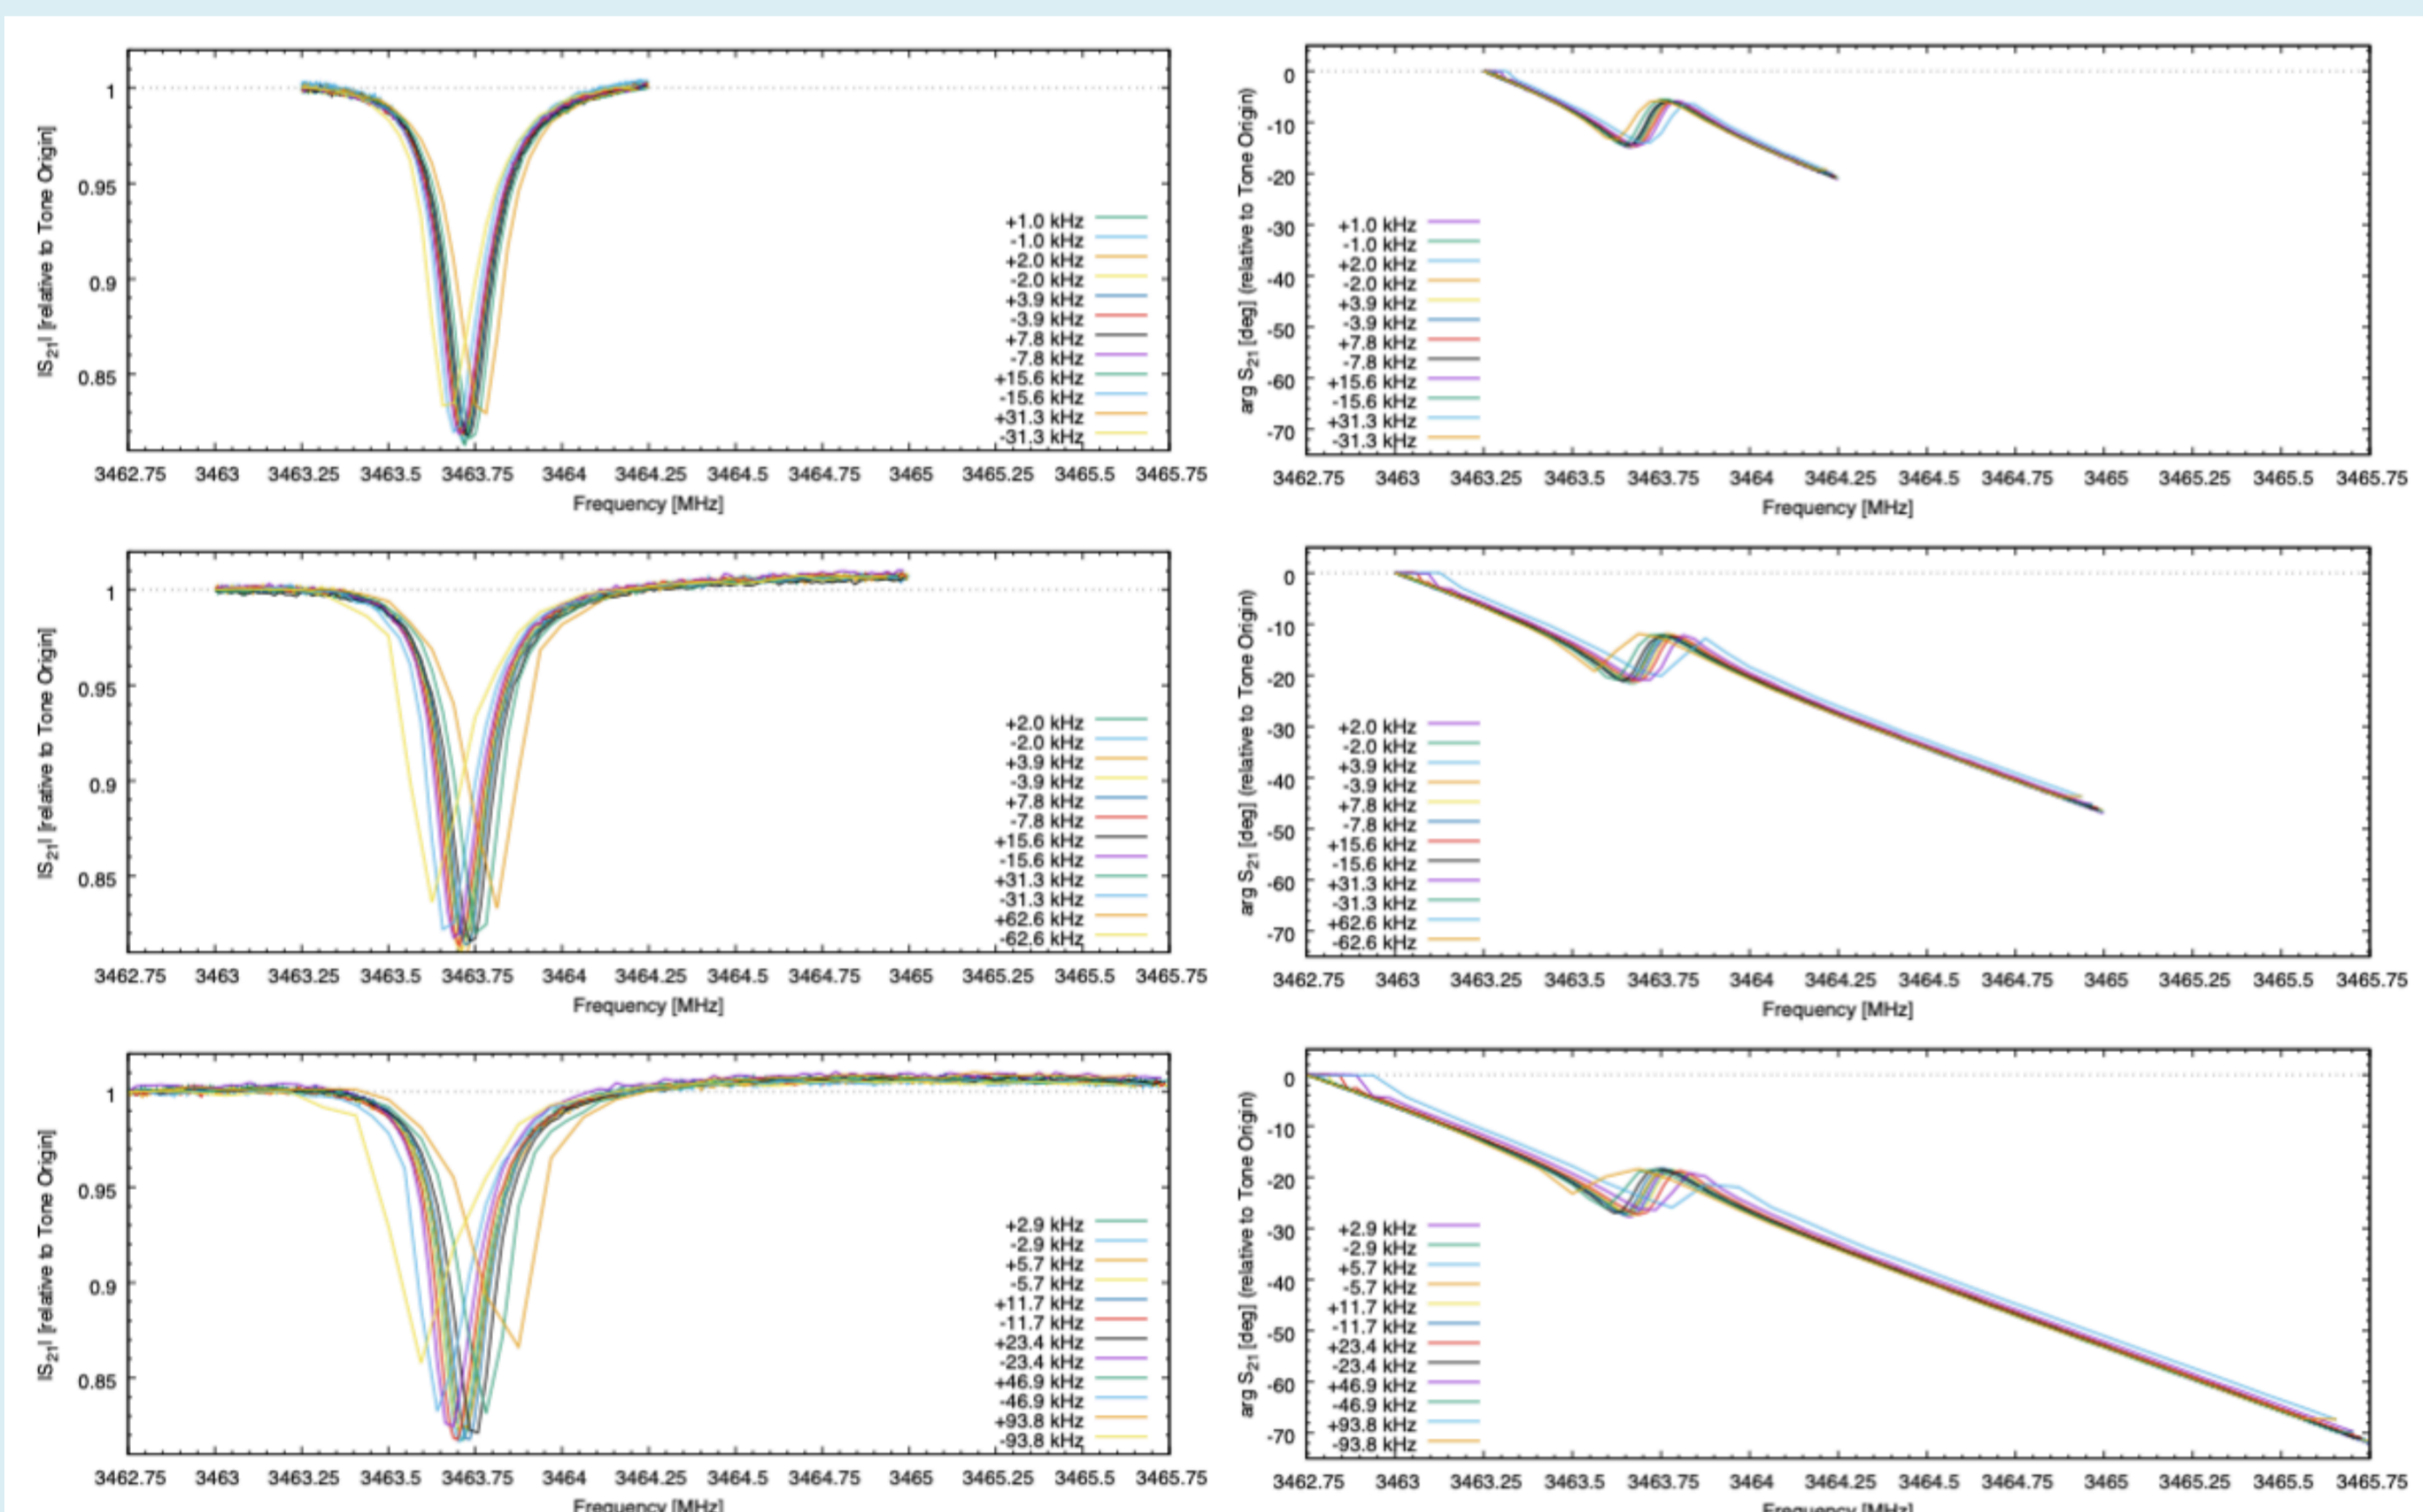 |S21| [relative to Tone Origin]
1
0.95
0.9
0.85
+1.0 kHz
-1.0 kHz
+2.0 kHz
-2.0 kHz
+3.9 kHz
-3.9 kHz
+7.8 kHz
-7.8 kHz
+15.6 kHz
-15.6 kHz
+31.3 kHz
-31.3 kHz
3462.75 3463 3463.25 3463.5 3463.75 3464 3464.25 3464.5 3464.75 3465 3465.25 3465.5 3465.75
Frequency [MHz]
arg S21 [deg] (relative to Tone Origin)
0
-10
-20
-30
-40
-50
-60
-70
+1.0 kHz
-1.0 kHz
+2.0 kHz
-2.0 kHz
+3.9 kHz
-3.9 kHz
+7.8 kHz
-7.8 kHz
+15.6 kHz
-15.6 kHz
+31.3 kHz
-31.3 kHz
3462.75 3463 3463.25 3463.5 3463.75 3464 3464.25 3464.5 3464.75 3465 3465.25 3465.5 3465.75
Frequency [MHz]
|S21| [relative to Tone Origin]
1
0.95
0.9
0.85
+2.0 kHz
-2.0 kHz
+3.9 kHz
-3.9 kHz
+7.8 kHz
-7.8 kHz
+15.6 kHz
-15.6 kHz
+31.3 kHz
-31.3 kHz
+62.6 kHz
-62.6 kHz
3462.75 3463 3463.25 3463.5 3463.75 3464 3464.25 3464.5 3464.75 3465 3465.25 3465.5 3465.75
Frequency [MHz]
arg S21 [deg] (relative to Tone Origin)
0
-10
-20
-30
-40
-50
-60
-70
+2.0 kHz
-2.0 kHz
+3.9 kHz
-3.9 kHz
+7.8 kHz
-7.8 kHz
+15.6 kHz
-15.6 kHz
+31.3 kHz
-31.3 kHz
+62.6 kHz
-62.6 kHz
3462.75 3463 3463.25 3463.5 3463.75 3464 3464.25 3464.5 3464.75 3465 3465.25 3465.5 3465.75
Frequency [MHz]
|S21| [relative to Tone Origin]
1
0.95
0.9
0.85
+2.9 kHz
-2.9 kHz
+5.7 kHz
-5.7 kHz
+11.7 kHz
-11.7 kHz
+23.4 kHz
-23.4 kHz
+46.9 kHz
-46.9 kHz
+93.8 kHz
-93.8 kHz
3462.75 3463 3463.25 3463.5 3463.75 3464 3464.25 3464.5 3464.75 3465 3465.25 3465.5 3465.75
Frequency [MHz]
arg S21 [deg] (relative to Tone Origin)
0
-10
-20
-30
-40
-50
-60
-70
+2.9 kHz
-2.9 kHz
+5.7 kHz
-5.7 kHz
+11.7 kHz
-11.7 kHz
+23.4 kHz
-23.4 kHz
+46.9 kHz
-46.9 kHz
+93.8 kHz
-93.8 kHz
3462.75 3463 3463.25 3463.5 3463.75 3464 3464.25 3464.5 3464.75 3465 3465.25 3465.5 3465.75
Frequency [MHz]